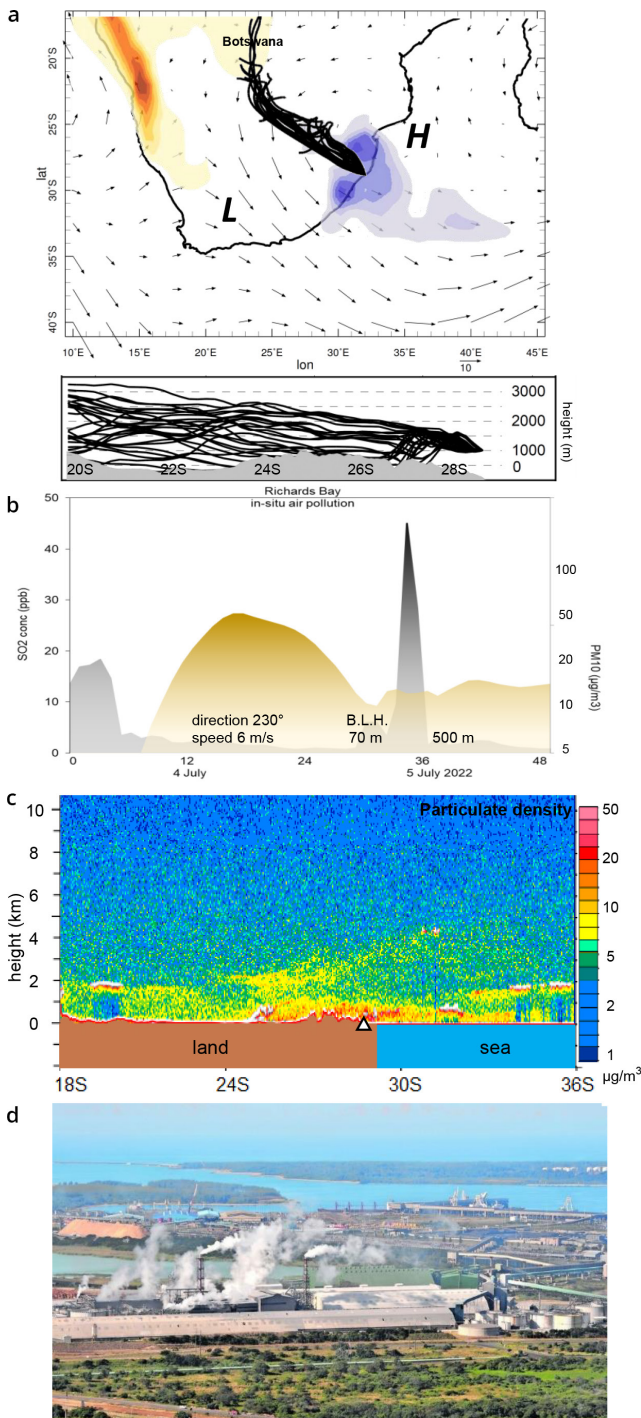 a
Botswana
20°S
25°S
30°S
35°S
40°S
lat
H
L
10°E 15°E 20°E 25°E 30°E 35°E 40°E 45°E
lon
10
3000
2000
1000
0
height (m)
20S 22S 24S 26S 28S
b
Richards Bay
in-situ air pollution
50
40
30
20
10
0
SO2 conc (ppb)
100
50
20
10
5
PM10 (µg/m3)
direction 230° B.L.H.
speed 6 m/s 70 m 500 m
12 24 36 48
4 July 5 July 2022
c
Particulate density
10
8
6
4
2
0
height (km)
50
20
10
5
2
1
µg/m³
land sea
18S 24S 30S 36S
d